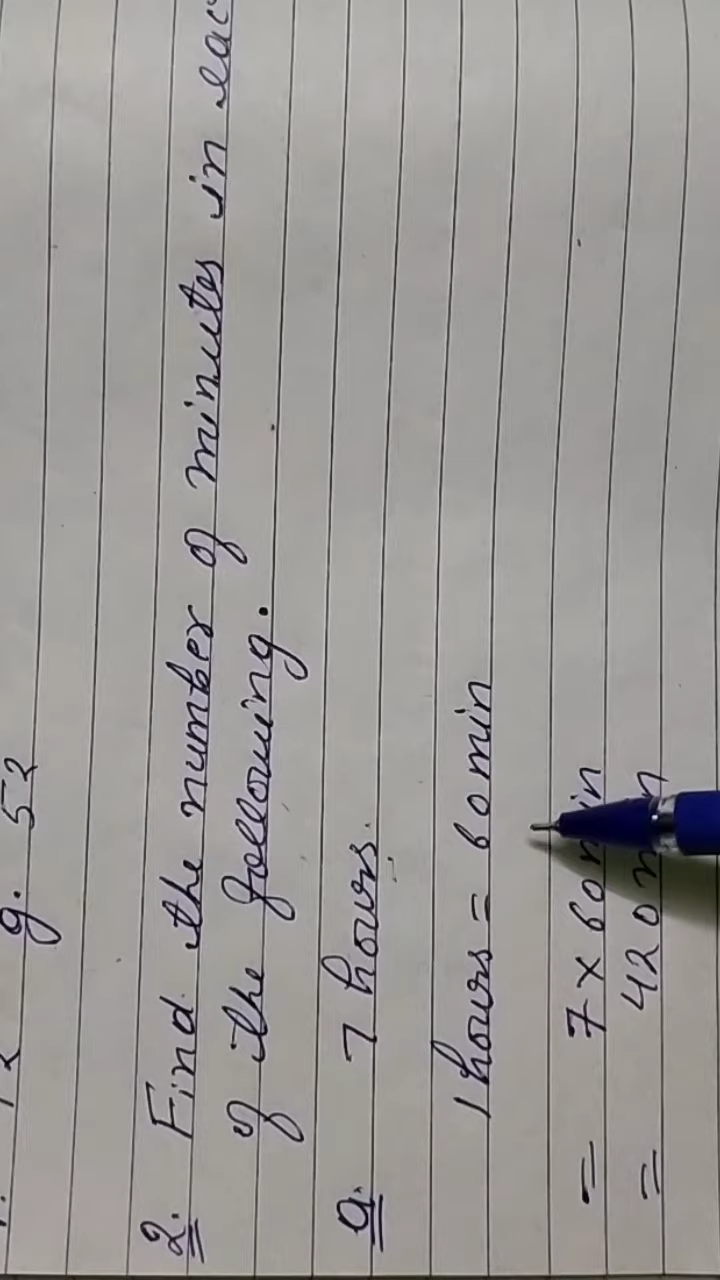 g. 52
2. Find the number of minutes in eac
of the following.
a. 7 hours.
1 hours = 60 min
= 7 x 60 min
= 420 min